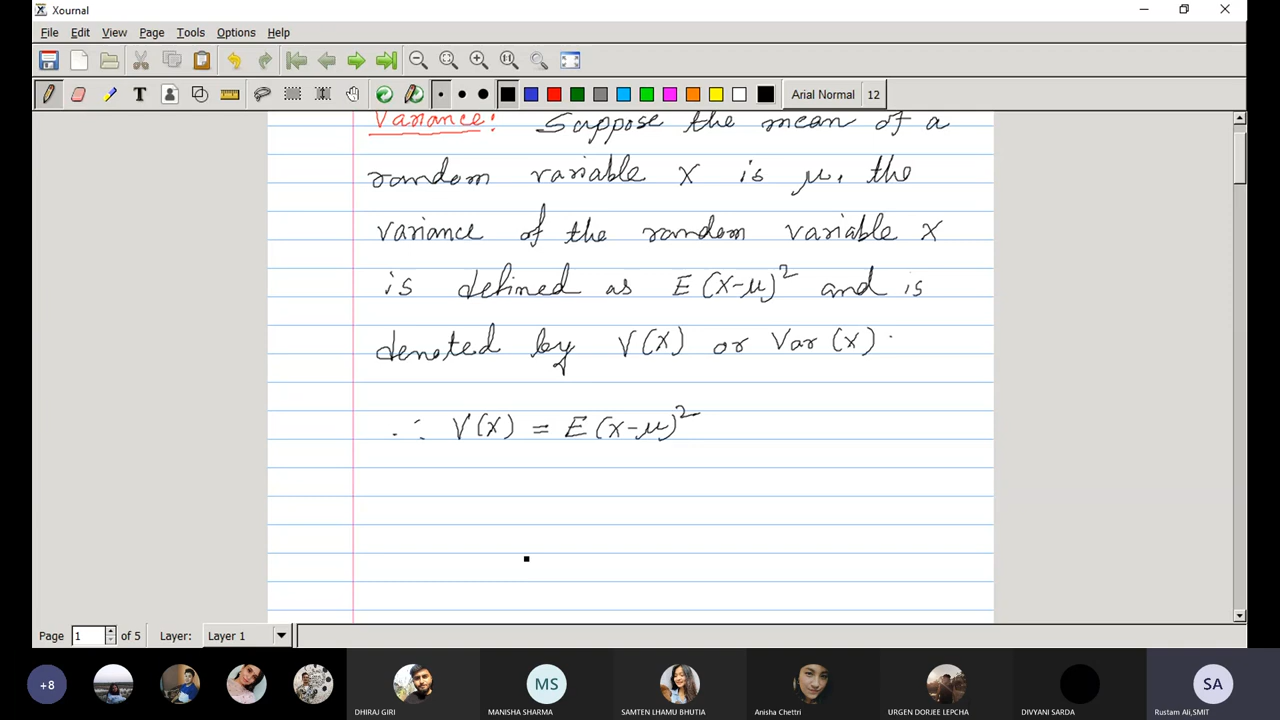 Xournal
File Edit View Page Tools Options Help
Arial Normal 12
Variance: Suppose the mean of a
random variable X is μ, the
variance of the random variable X
is defined as E(X-μ)² and is
denoted by V(X) or Var(X).
∴ V(X) = E(X-μ)²
Page 1 of 5 Layer: Layer 1
+8 MS SA
DHIRAJ GIRI MANISHA SHARMA SAMTEN LHAMU BHUTIA Anisha Chettri URGEN DORJEE LEPCHA DIVYANI SARDA Rustam Ali,SMIT